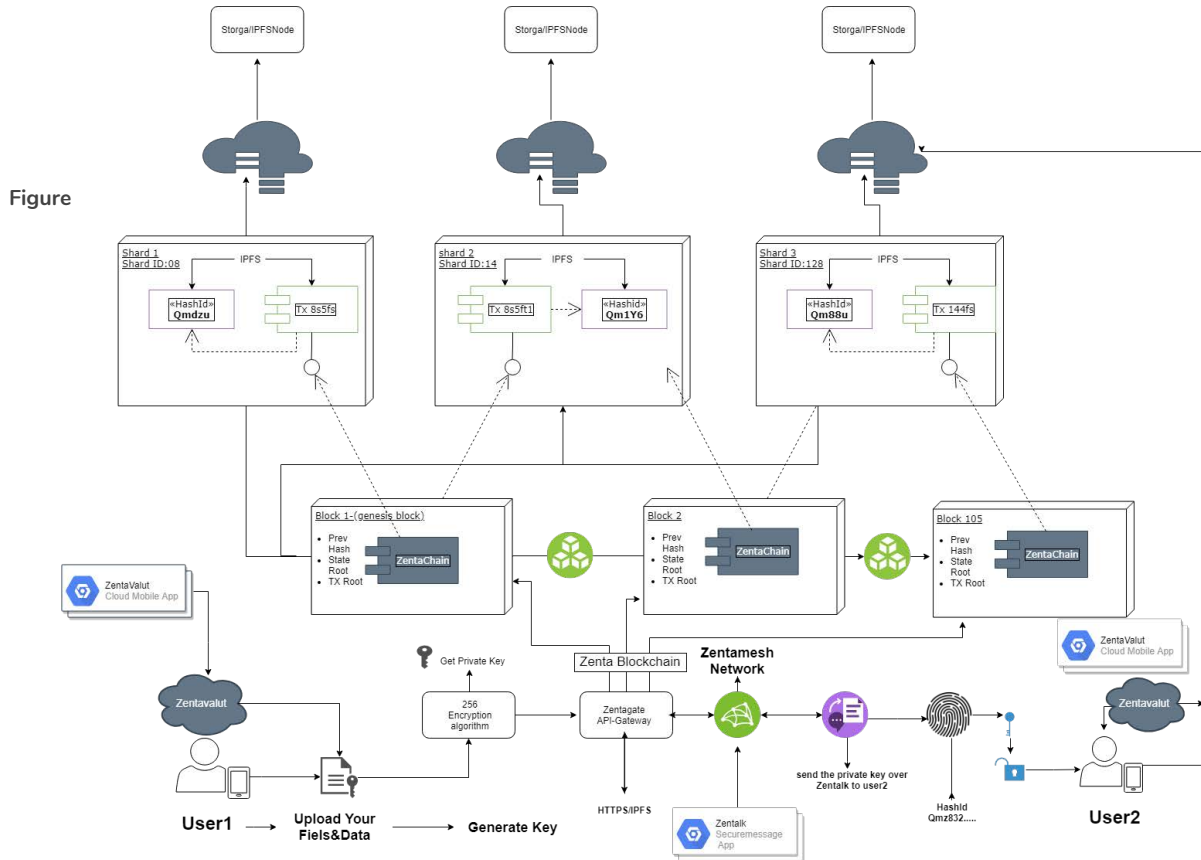 Storga/IPFSNode
Storga/IPFSNode
Storga/IPFSNode
Figure
Shard 1
Shard ID:08
IPFS
«HashId»
Qmdzu
Tx 8s5fs
shard 2
Shard ID:14
IPFS
Tx 8s5ft1
«Hashid»
Qm1Y6
Shard 3
Shard ID:128
IPFS
«HashId»
Qm88u
Tx 144fs
Block 1-(genesis block)
• Prev
Hash
• State
Root
• TX Root
ZentaChain
Block 2
• Prev
Hash
• State
Root
• TX Root
ZentaChain
Block 105
• Prev
Hash
• State
Root
• TX Root
ZentaChain
ZentaValut
Cloud Mobile App
ZentaValut
Cloud Mobile App
Get Private Key
Zenta Blockchain
Zentamesh
Network
Zentavalut
256
Encryption
algorithm
Zentagate
API-Gateway
Zentavalut
send the private key over
Zentalk to user2
HTTPS/IPFS
HashId
Qmz832.....
User1
Upload Your
Fiels&Data
Generate Key
Zentalk
Securemessage
App
User2